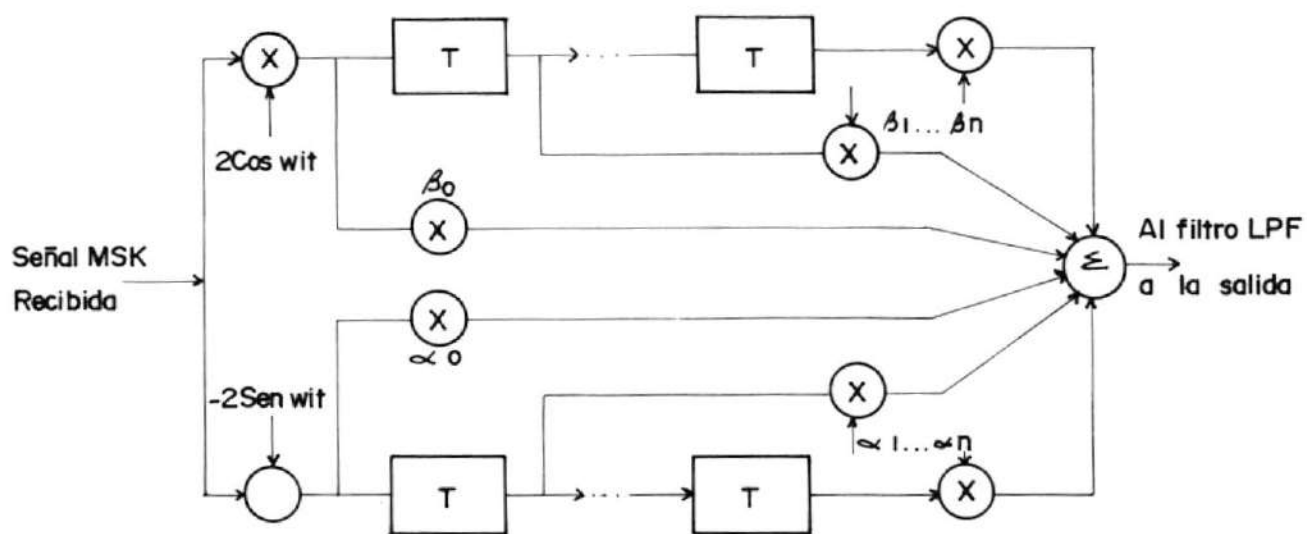 X T T X
2Cos wit
X β1... βn
β0
X
Señal MSK
Recibida
Σ
Al filtro LPF
a la salida
X
α0
-2Sen wit
X
α1...αn
T T X